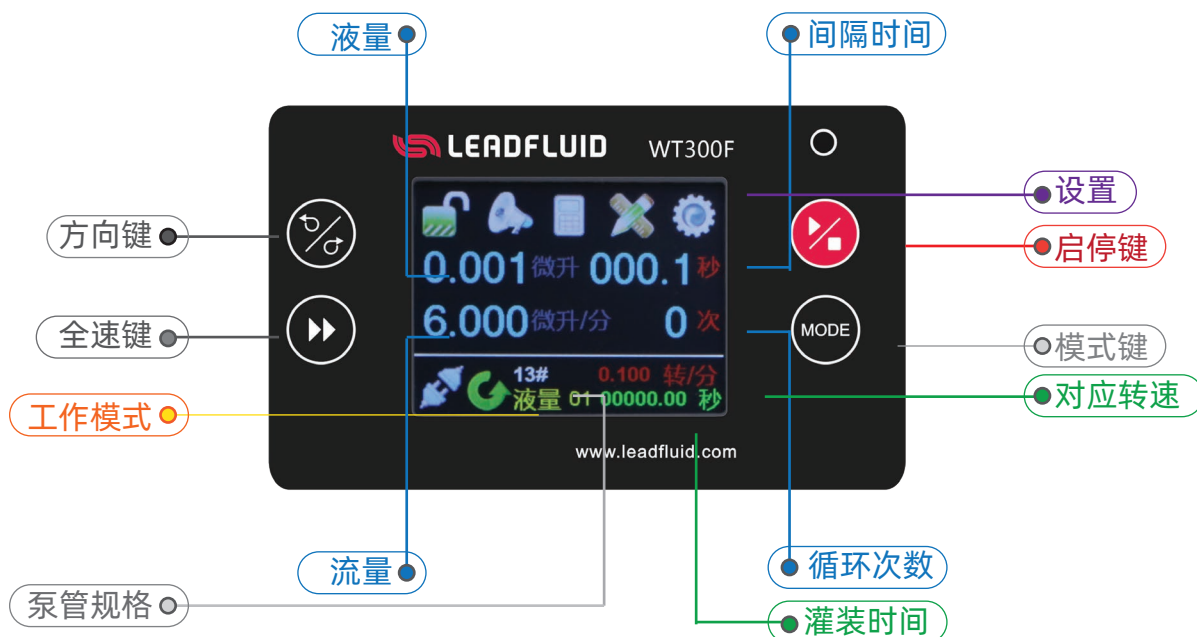 液量
间隔时间
LEADFLUID WT300F
设置
方向键
启停键
0.001 微升 000.1 秒
全速键
6.000 微升/分 0 次
MODE
模式键
13# 0.100 转/分
液量 01 00000.00 秒
对应转速
工作模式
www.leadfluid.com
流量
循环次数
泵管规格
灌装时间